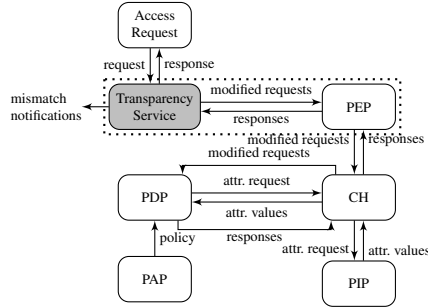 Access
Request
request
response
mismatch
notifications
Transparency
Service
modified requests
responses
PEP
modified requests
responses
modified requests
PDP
attr. request
attr. values
CH
policy
responses
attr. request
attr. values
PAP
PIP